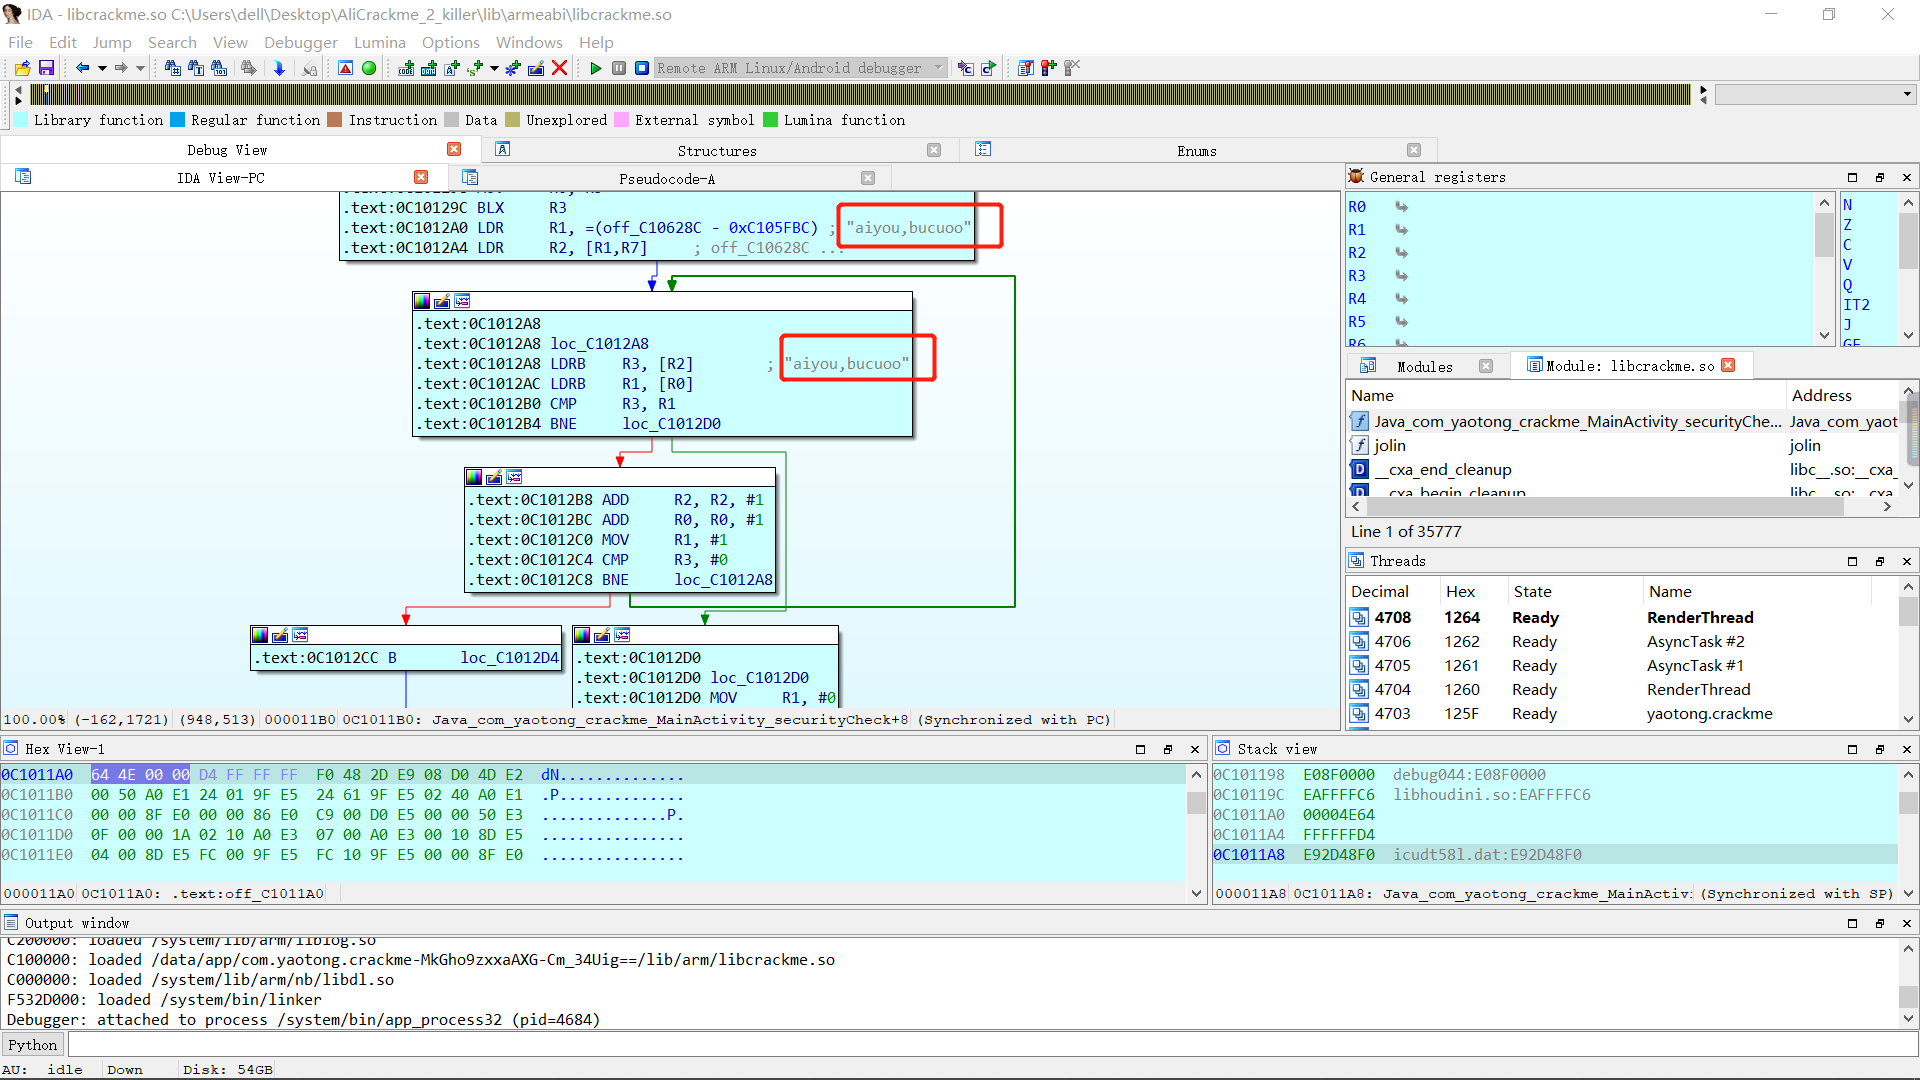 IDA - libcrackme.so C:\Users\dell\Desktop\AliCrackme_2_killer\lib\armeabi\libcrackme.so
File Edit Jump Search View Debugger Lumina Options Windows Help
Remote ARM Linux/Android debugger
Library function Regular function Instruction Data Unexplored External symbol Lumina function
Debug View Structures Enums
IDA View-PC Pseudocode-A
.text:0C10129C BLX R3
.text:0C1012A0 LDR R1, =(off_C10628C - 0xC105FBC) ; "aiyou,bucuoo"
.text:0C1012A4 LDR R2, [R1,R7] ; off_C10628C ...
.text:0C1012A8
.text:0C1012A8 loc_C1012A8
.text:0C1012A8 LDRB R3, [R2] ; "aiyou,bucuoo"
.text:0C1012AC LDRB R1, [R0]
.text:0C1012B0 CMP R3, R1
.text:0C1012B4 BNE loc_C1012D0
.text:0C1012B8 ADD R2, R2, #1
.text:0C1012BC ADD R0, R0, #1
.text:0C1012C0 MOV R1, #1
.text:0C1012C4 CMP R3, #0
.text:0C1012C8 BNE loc_C1012A8
.text:0C1012CC B loc_C1012D4
.text:0C1012D0
.text:0C1012D0 loc_C1012D0
.text:0C1012D0 MOV R1, #0
100.00% (-162,1721) (948,513) 000011B0 0C1011B0: Java_com_yaotong_crackme_MainActivity_securityCheck+8 (Synchronized with PC)
General registers
R0
R1
R2
R3
R4
R5
R6
N
Z
C
V
Q
IT2
J
GE
Modules Module: libcrackme.so
Name Address
Java_com_yaotong_crackme_MainActivity_securityChe... Java_com_yaot
jolin jolin
__cxa_end_cleanup libc__.so:__cxa_
__cxa_begin_cleanup libc__.so:__cxa_
Line 1 of 35777
Threads
Decimal Hex State Name
4708 1264 Ready RenderThread
4706 1262 Ready AsyncTask #2
4705 1261 Ready AsyncTask #1
4704 1260 Ready RenderThread
4703 125F Ready yaotong.crackme
Hex View-1
0C1011A0 64 4E 00 00 D4 FF FF FF F0 48 2D E9 08 D0 4D E2 dN..............
0C1011B0 00 50 A0 E1 24 01 9F E5 24 61 9F E5 02 40 A0 E1 .P..............
0C1011C0 00 00 8F E0 00 00 86 E0 C9 00 D0 E5 00 00 50 E3 ..............P.
0C1011D0 0F 00 00 1A 02 10 A0 E3 07 00 A0 E3 00 10 8D E5 ................
0C1011E0 04 00 8D E5 FC 00 9F E5 FC 10 9F E5 00 00 8F E0 ................
000011A0 0C1011A0: .text:off_C1011A0
Stack view
0C101198 E08F0000 debug044:E08F0000
0C10119C EAFFFFC6 libhoudini.so:EAFFFFC6
0C1011A0 00004E64
0C1011A4 FFFFFFD4
0C1011A8 E92D48F0 icudt58l.dat:E92D48F0
000011A8 0C1011A8: Java_com_yaotong_crackme_MainActivi (Synchronized with SP)
Output window
C200000: loaded /system/lib/arm/liblog.so
C100000: loaded /data/app/com.yaotong.crackme-MkGho9zxxaAXG-Cm_34Uig==/lib/arm/libcrackme.so
C000000: loaded /system/lib/arm/nb/libdl.so
F532D000: loaded /system/bin/linker
Debugger: attached to process /system/bin/app_process32 (pid=4684)
Python
AU: idle Down Disk: 54GB